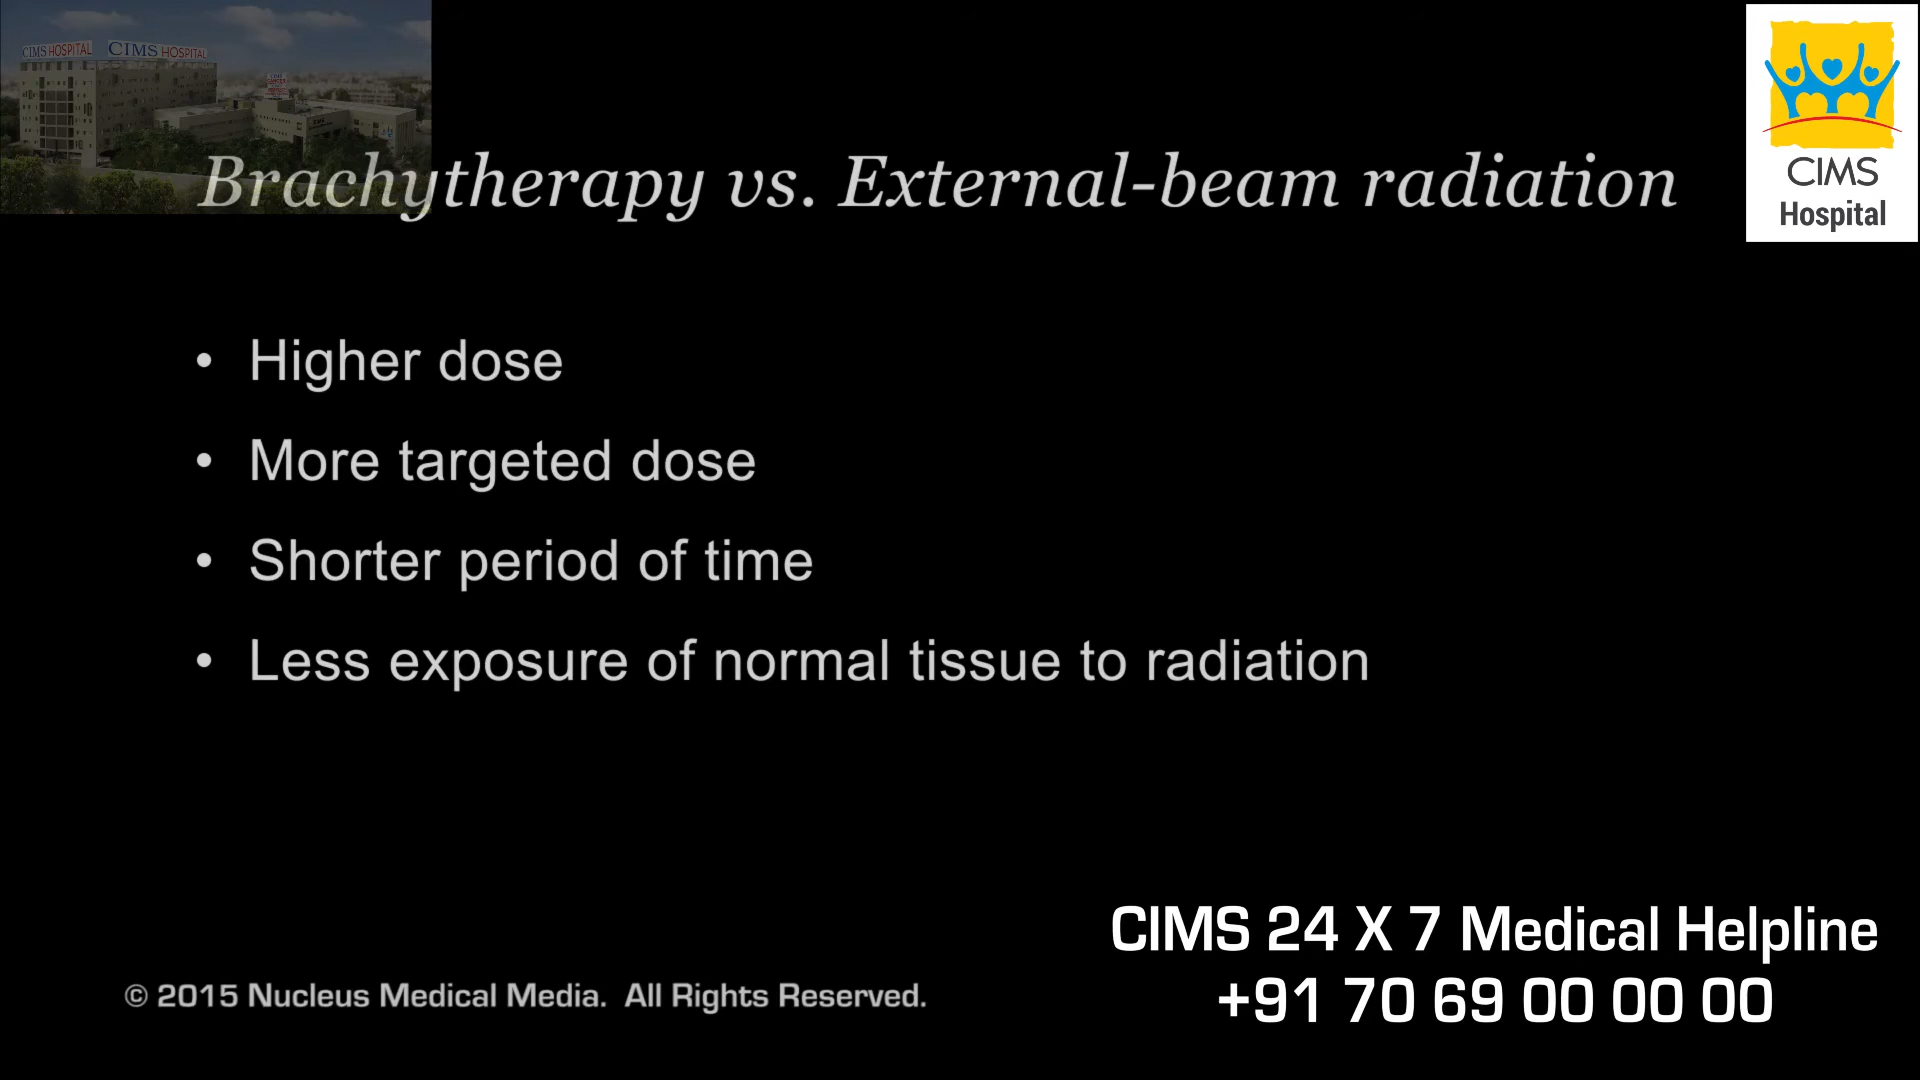 CIMS HOSPITAL CIMS HOSPITAL
Brachytherapy vs. External-beam radiation
CIMS
Hospital
• Higher dose
• More targeted dose
• Shorter period of time
• Less exposure of normal tissue to radiation
CIMS 24 X 7 Medical Helpline
+91 70 69 00 00 00
© 2015 Nucleus Medical Media. All Rights Reserved.